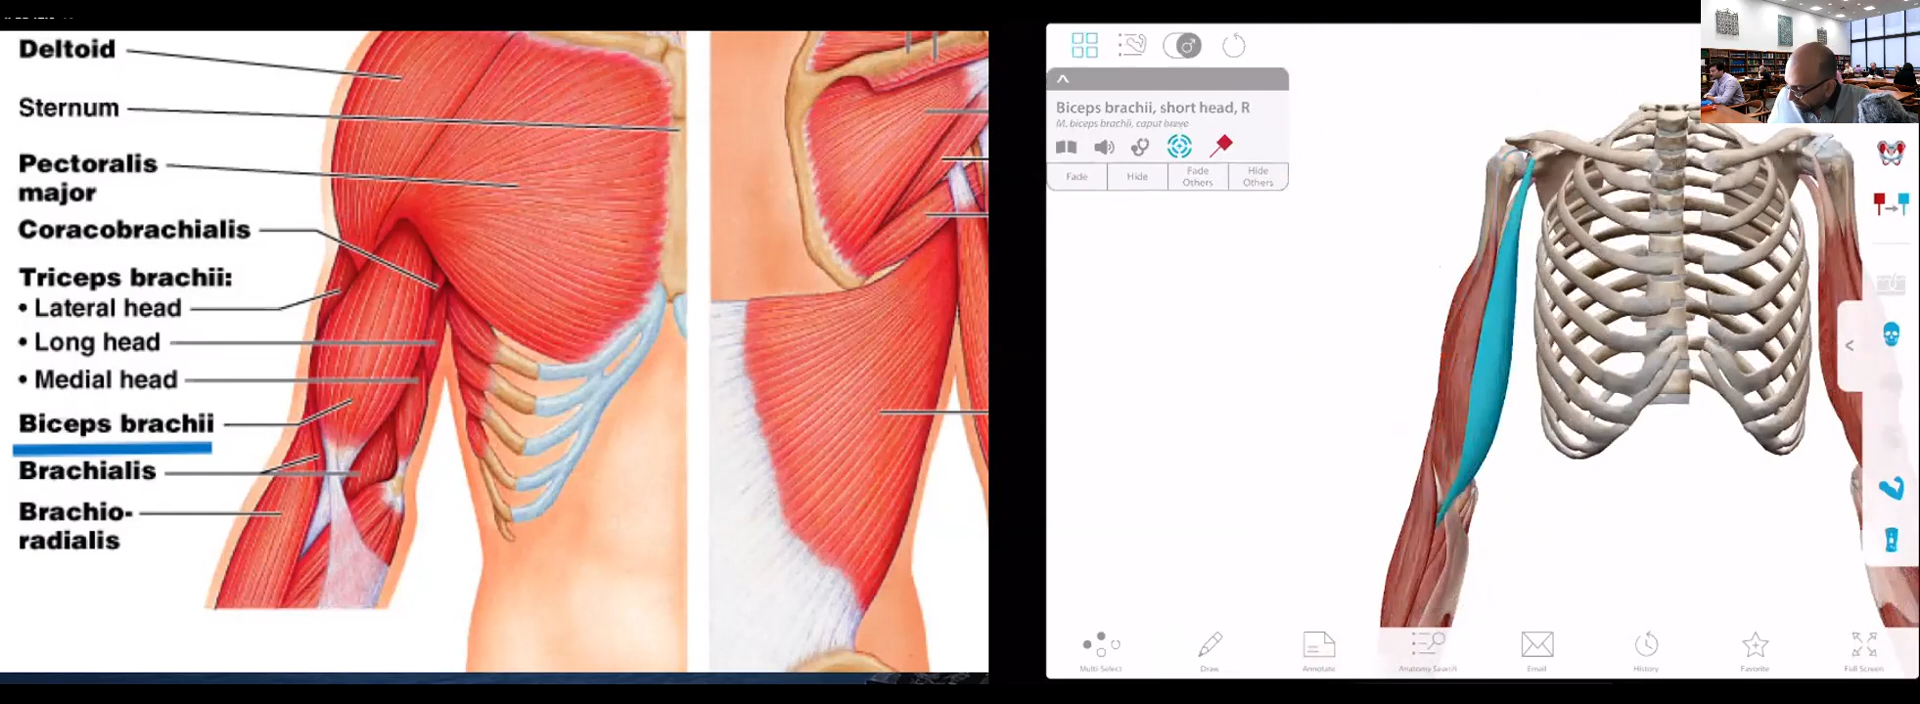 Deltoid
Sternum
Pectoralis
major
Coracobrachialis
Triceps brachii:
• Lateral head
• Long head
• Medial head
Biceps brachii
Brachialis
Brachio-
radialis
Biceps brachii, short head, R
M. biceps brachii, caput breve
Fade
Hide
Fade
Others
Hide
Others
Multi-Select
Draw
Annotate
Anatomy Search
Email
History
Favorite
Full Screen